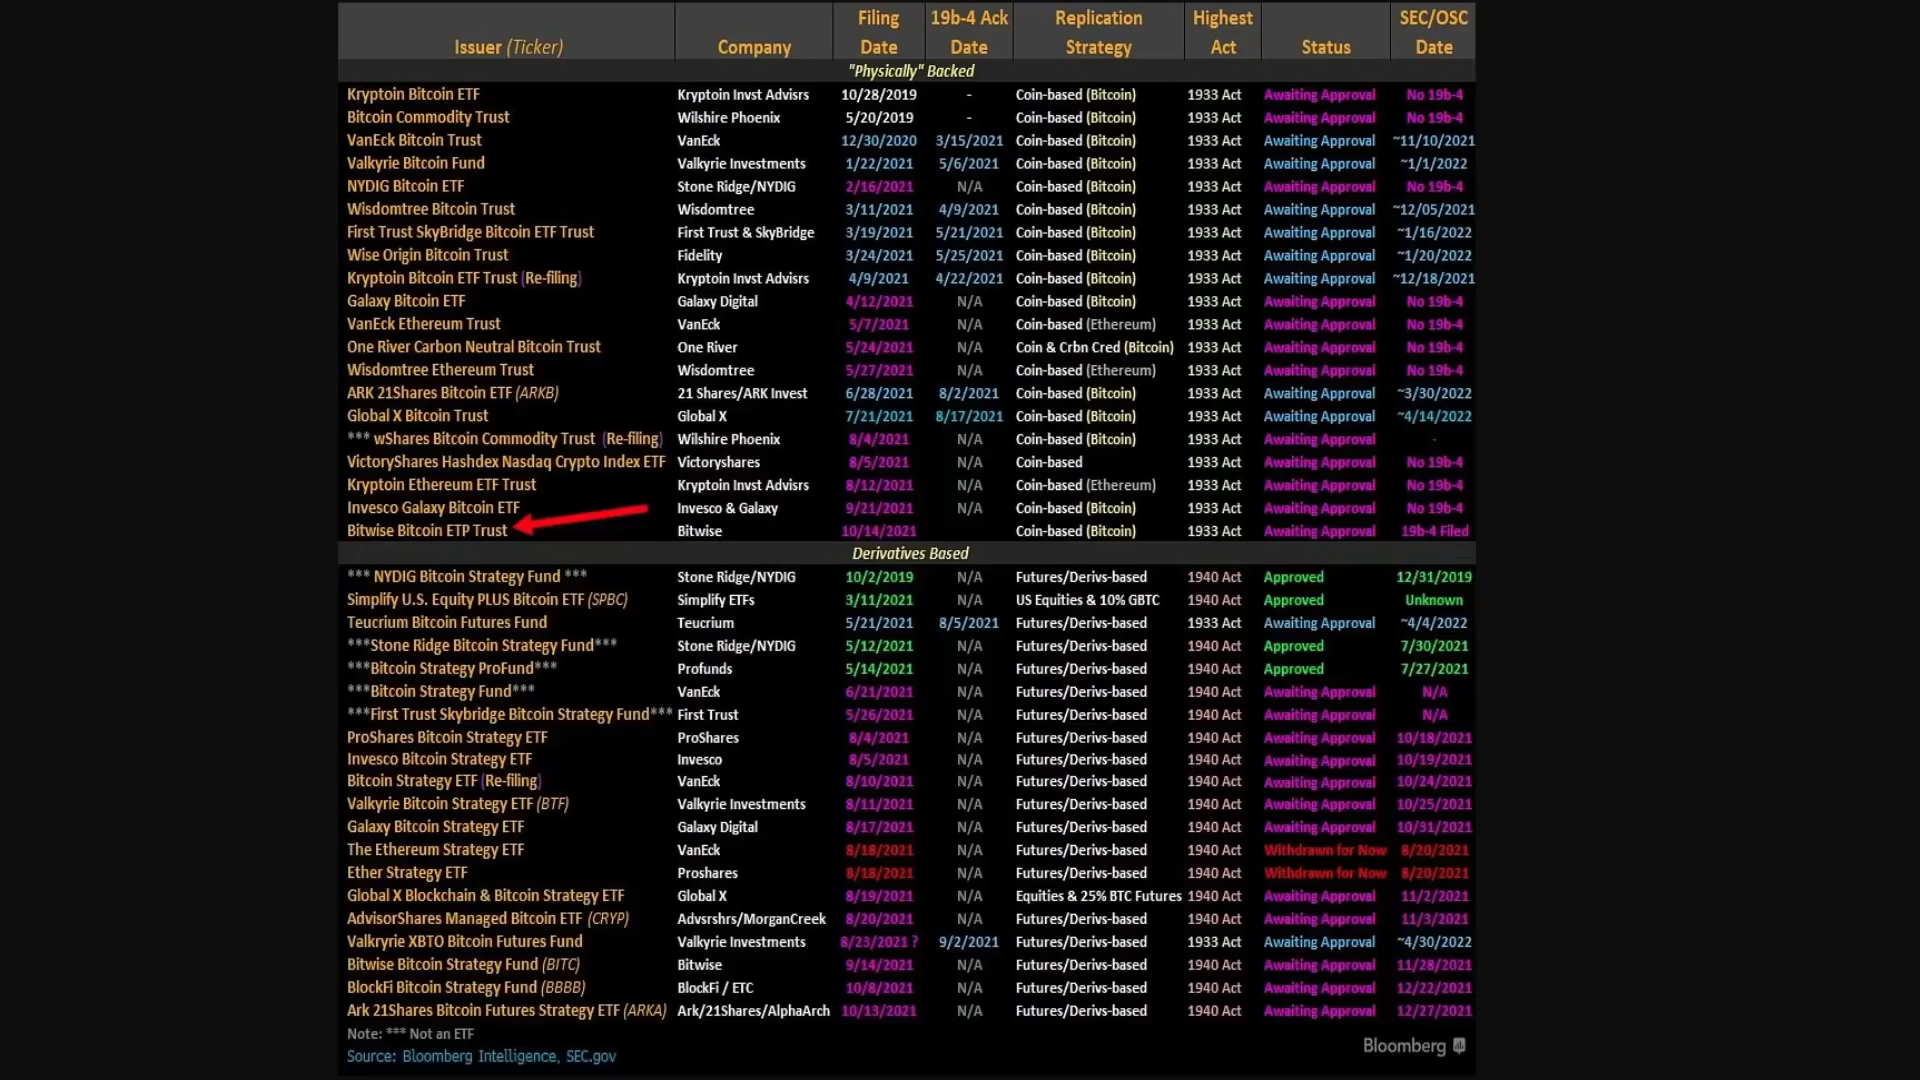 Issuer (Ticker) Company Filing Date 19b-4 Ack Date Replication Strategy Highest Act Status SEC/OSC Date
"Physically" Backed
Kryptoin Bitcoin ETF Kryptoin Invst Advisrs 10/28/2019 - Coin-based (Bitcoin) 1933 Act Awaiting Approval No 19b-4
Bitcoin Commodity Trust Wilshire Phoenix 5/20/2019 - Coin-based (Bitcoin) 1933 Act Awaiting Approval No 19b-4
VanEck Bitcoin Trust VanEck 12/30/2020 3/15/2021 Coin-based (Bitcoin) 1933 Act Awaiting Approval ~11/10/2021
Valkyrie Bitcoin Fund Valkyrie Investments 1/22/2021 5/6/2021 Coin-based (Bitcoin) 1933 Act Awaiting Approval ~1/1/2022
NYDIG Bitcoin ETF Stone Ridge/NYDIG 2/16/2021 N/A Coin-based (Bitcoin) 1933 Act Awaiting Approval No 19b-4
Wisdomtree Bitcoin Trust Wisdomtree 3/11/2021 4/9/2021 Coin-based (Bitcoin) 1933 Act Awaiting Approval ~12/05/2021
First Trust SkyBridge Bitcoin ETF Trust First Trust & SkyBridge 3/19/2021 5/21/2021 Coin-based (Bitcoin) 1933 Act Awaiting Approval ~1/16/2022
Wise Origin Bitcoin Trust Fidelity 3/24/2021 5/25/2021 Coin-based (Bitcoin) 1933 Act Awaiting Approval ~1/20/2022
Kryptoin Bitcoin ETF Trust (Re-filing) Kryptoin Invst Advisrs 4/9/2021 4/22/2021 Coin-based (Bitcoin) 1933 Act Awaiting Approval ~12/18/2021
Galaxy Bitcoin ETF Galaxy Digital 4/12/2021 N/A Coin-based (Bitcoin) 1933 Act Awaiting Approval No 19b-4
VanEck Ethereum Trust VanEck 5/7/2021 N/A Coin-based (Ethereum) 1933 Act Awaiting Approval No 19b-4
One River Carbon Neutral Bitcoin Trust One River 5/24/2021 N/A Coin & Crbn Cred (Bitcoin) 1933 Act Awaiting Approval No 19b-4
Wisdomtree Ethereum Trust Wisdomtree 5/27/2021 N/A Coin-based (Ethereum) 1933 Act Awaiting Approval No 19b-4
ARK 21Shares Bitcoin ETF (ARKB) 21 Shares/ARK Invest 6/28/2021 8/2/2021 Coin-based (Bitcoin) 1933 Act Awaiting Approval ~3/30/2022
Global X Bitcoin Trust Global X 7/21/2021 8/17/2021 Coin-based (Bitcoin) 1933 Act Awaiting Approval ~4/14/2022
*** wShares Bitcoin Commodity Trust (Re-filing) Wilshire Phoenix 8/4/2021 N/A Coin-based (Bitcoin) 1933 Act Awaiting Approval -
VictoryShares Hashdex Nasdaq Crypto Index ETF Victoryshares 8/5/2021 N/A Coin-based 1933 Act Awaiting Approval No 19b-4
Kryptoin Ethereum ETF Trust Kryptoin Invst Advisrs 8/12/2021 N/A Coin-based (Ethereum) 1933 Act Awaiting Approval No 19b-4
Invesco Galaxy Bitcoin ETF Invesco & Galaxy 9/21/2021 N/A Coin-based (Bitcoin) 1933 Act Awaiting Approval No 19b-4
Bitwise Bitcoin ETP Trust Bitwise 10/14/2021 Coin-based (Bitcoin) 1933 Act Awaiting Approval 19b-4 Filed
Derivatives Based
*** NYDIG Bitcoin Strategy Fund *** Stone Ridge/NYDIG 10/2/2019 N/A Futures/Derivs-based 1940 Act Approved 12/31/2019
Simplify U.S. Equity PLUS Bitcoin ETF (SPBC) Simplify ETFs 3/11/2021 N/A US Equities & 10% GBTC 1940 Act Approved Unknown
Teucrium Bitcoin Futures Fund Teucrium 5/21/2021 8/5/2021 Futures/Derivs-based 1933 Act Awaiting Approval ~4/4/2022
***Stone Ridge Bitcoin Strategy Fund*** Stone Ridge/NYDIG 5/12/2021 N/A Futures/Derivs-based 1940 Act Approved 7/30/2021
***Bitcoin Strategy ProFund*** Profunds 5/14/2021 N/A Futures/Derivs-based 1940 Act Approved 7/27/2021
***Bitcoin Strategy Fund*** VanEck 6/21/2021 N/A Futures/Derivs-based 1940 Act Awaiting Approval N/A
***First Trust Skybridge Bitcoin Strategy Fund*** First Trust 5/26/2021 N/A Futures/Derivs-based 1940 Act Awaiting Approval N/A
ProShares Bitcoin Strategy ETF ProShares 8/4/2021 N/A Futures/Derivs-based 1940 Act Awaiting Approval 10/18/2021
Invesco Bitcoin Strategy ETF Invesco 8/5/2021 N/A Futures/Derivs-based 1940 Act Awaiting Approval 10/19/2021
Bitcoin Strategy ETF (Re-filing) VanEck 8/10/2021 N/A Futures/Derivs-based 1940 Act Awaiting Approval 10/24/2021
Valkyrie Bitcoin Strategy ETF (BTF) Valkyrie Investments 8/11/2021 N/A Futures/Derivs-based 1940 Act Awaiting Approval 10/25/2021
Galaxy Bitcoin Strategy ETF Galaxy Digital 8/17/2021 N/A Futures/Derivs-based 1940 Act Awaiting Approval 10/31/2021
The Ethereum Strategy ETF VanEck 8/18/2021 N/A Futures/Derivs-based 1940 Act Withdrawn for Now 8/20/2021
Ether Strategy ETF Proshares 8/18/2021 N/A Futures/Derivs-based 1940 Act Withdrawn for Now 8/20/2021
Global X Blockchain & Bitcoin Strategy ETF Global X 8/19/2021 N/A Equities & 25% BTC Futures 1940 Act Awaiting Approval 11/2/2021
AdvisorShares Managed Bitcoin ETF (CRYP) Advsrshrs/MorganCreek 8/20/2021 N/A Futures/Derivs-based 1940 Act Awaiting Approval 11/3/2021
Valkryrie XBTO Bitcoin Futures Fund Valkyrie Investments 8/23/2021 ? 9/2/2021 Futures/Derivs-based 1933 Act Awaiting Approval ~4/30/2022
Bitwise Bitcoin Strategy Fund (BITC) Bitwise 9/14/2021 N/A Futures/Derivs-based 1940 Act Awaiting Approval 11/28/2021
BlockFi Bitcoin Strategy Fund (BBBB) BlockFi / ETC 10/8/2021 N/A Futures/Derivs-based 1940 Act Awaiting Approval 12/22/2021
Ark 21Shares Bitcoin Futures Strategy ETF (ARKA) Ark/21Shares/AlphaArch 10/13/2021 N/A Futures/Derivs-based 1940 Act Awaiting Approval 12/27/2021
Note: *** Not an ETF
Source: Bloomberg Intelligence, SEC.gov
Bloomberg